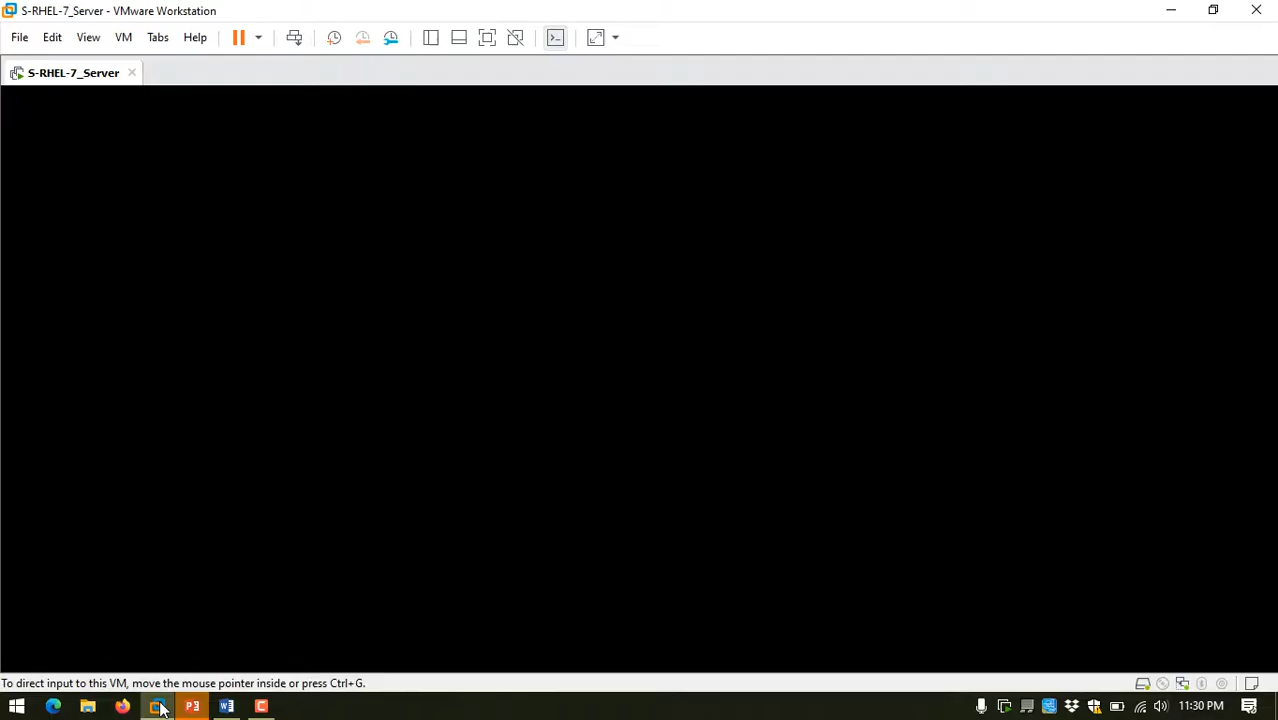 S-RHEL-7_Server - VMware Workstation
File Edit View VM Tabs Help
S-RHEL-7_Server
To direct input to this VM, move the mouse pointer inside or press Ctrl+G.
11:30 PM